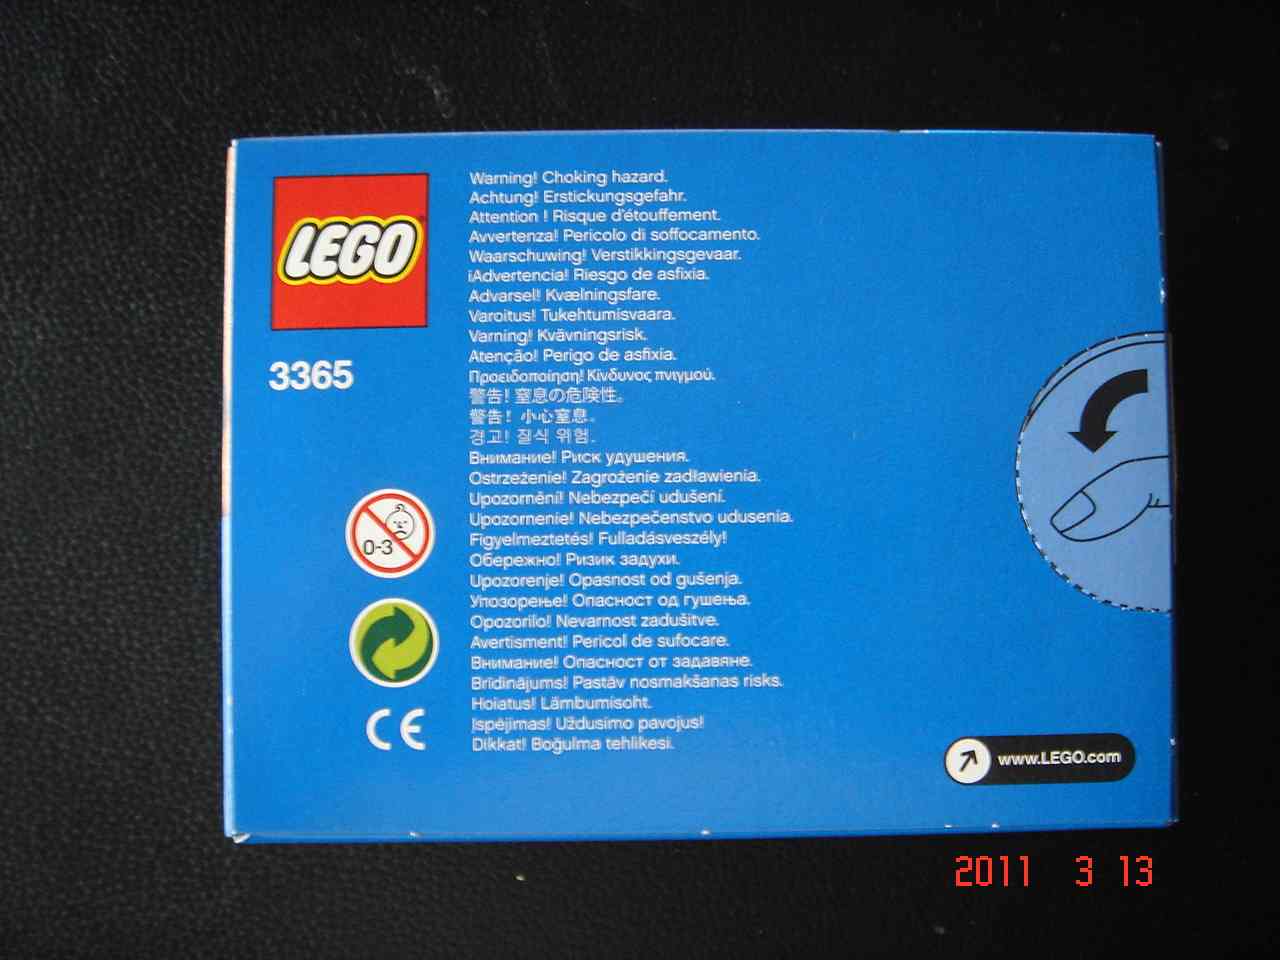 LEGO
3365
Warning! Choking hazard.
Achtung! Erstickungsgefahr.
Attention ! Risque d'étouffement.
Avvertenza! Pericolo di soffocamento.
Waarschuwing! Verstikkingsgevaar.
¡Advertencia! Riesgo de asfixia.
Advarsel! Kvælningsfare.
Varoitus! Tukehtumisvaara.
Varning! Kvävningsrisk.
Atenção! Perigo de asfixia.
Προειδοποίηση! Κίνδυνος πνιγμού.
警告! 窒息の危険性。
警告! 小心窒息。
경고! 질식 위험.
Внимание! Риск удушения.
Ostrzeżenie! Zagrożenie zadławienia.
Upozornění! Nebezpečí udušení.
Upozornenie! Nebezpečenstvo udusenia.
Figyelmeztetés! Fulladásveszély!
Обережно! Ризик задухи.
Upozorenje! Opasnost od gušenja.
Упозорење! Опасност од гушења.
Opozorilo! Nevarnost zadušitve.
Avertisment! Pericol de sufocare.
Внимание! Опасност от задавяне.
Brīdinājums! Pastāv nosmakšanas risks.
Hoiatus! Lämbumisoht.
Įspėjimas! Uždusimo pavojus!
Dikkat! Boğulma tehlikesi.
0-3
CE
www.LEGO.com
2011 3 13